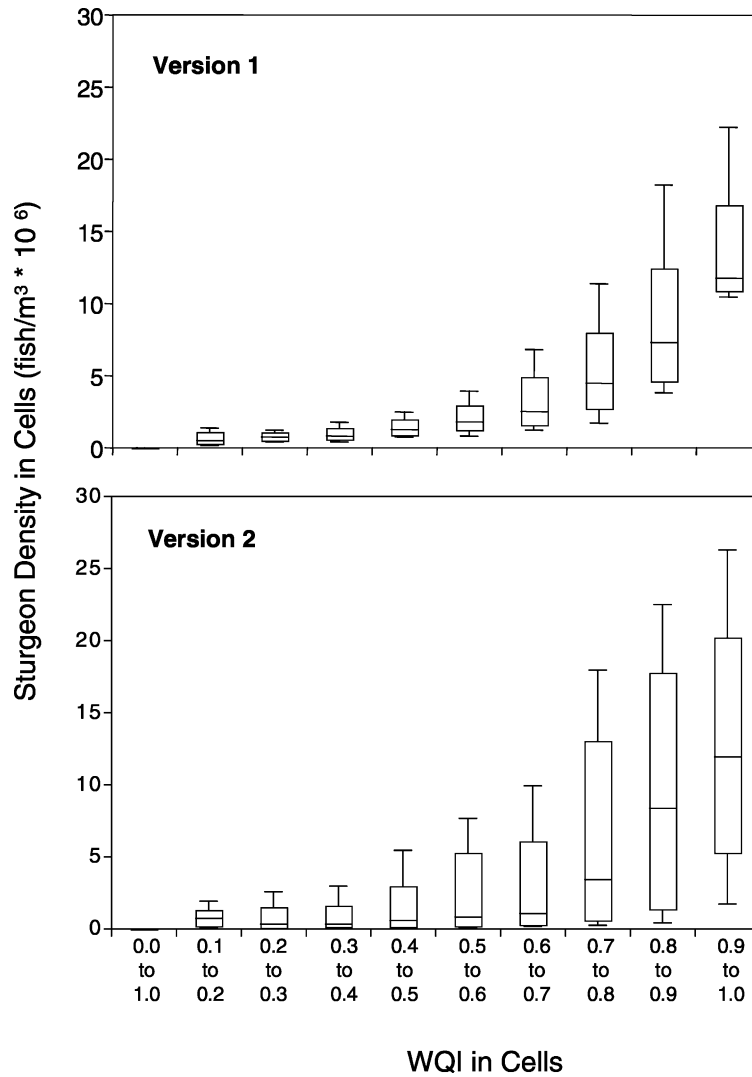 Sturgeon Density in Cells (fish/m³ * 10 ⁶)
Version 1
30
25
20
15
10
5
0
Version 2
30
25
20
15
10
5
0
0.0 to 1.0
0.1 to 0.2
0.2 to 0.3
0.3 to 0.4
0.4 to 0.5
0.5 to 0.6
0.6 to 0.7
0.7 to 0.8
0.8 to 0.9
0.9 to 1.0
WQI in Cells